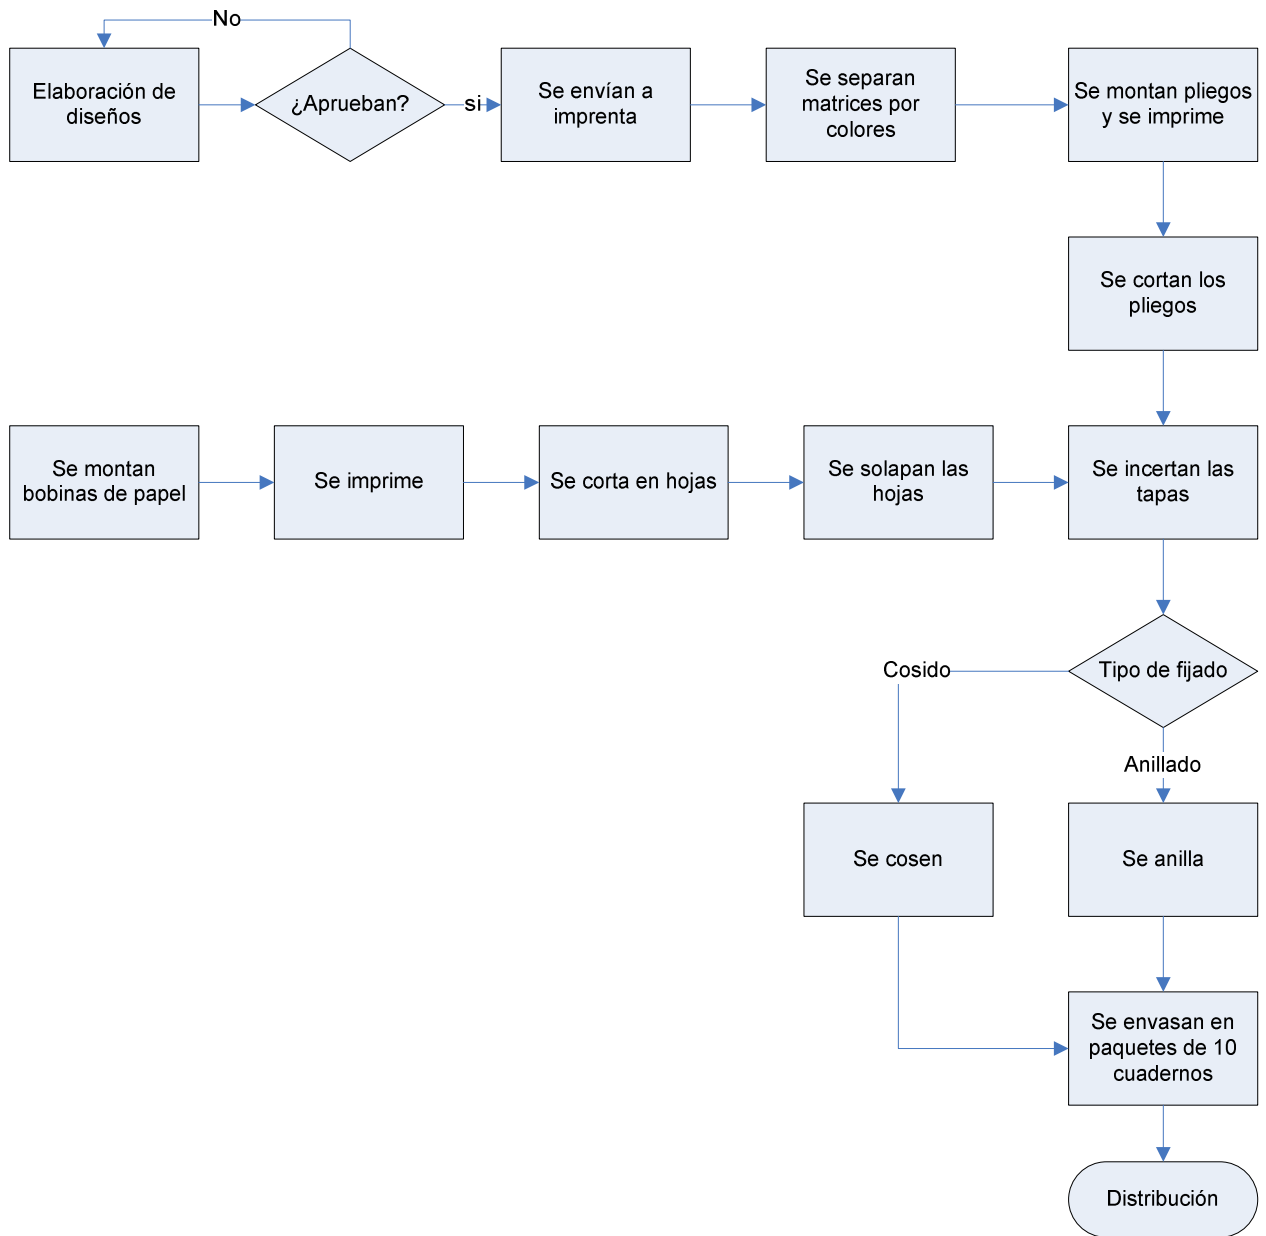 No
Elaboración de
diseños
¿Aprueban?
si
Se envían a
imprenta
Se separan
matrices por
colores
Se montan pliegos
y se imprime
Se cortan los
pliegos
Se montan
bobinas de papel
Se imprime
Se corta en hojas
Se solapan las
hojas
Se incertan las
tapas
Tipo de fijado
Cosido
Anillado
Se cosen
Se anilla
Se envasan en
paquetes de 10
cuadernos
Distribución